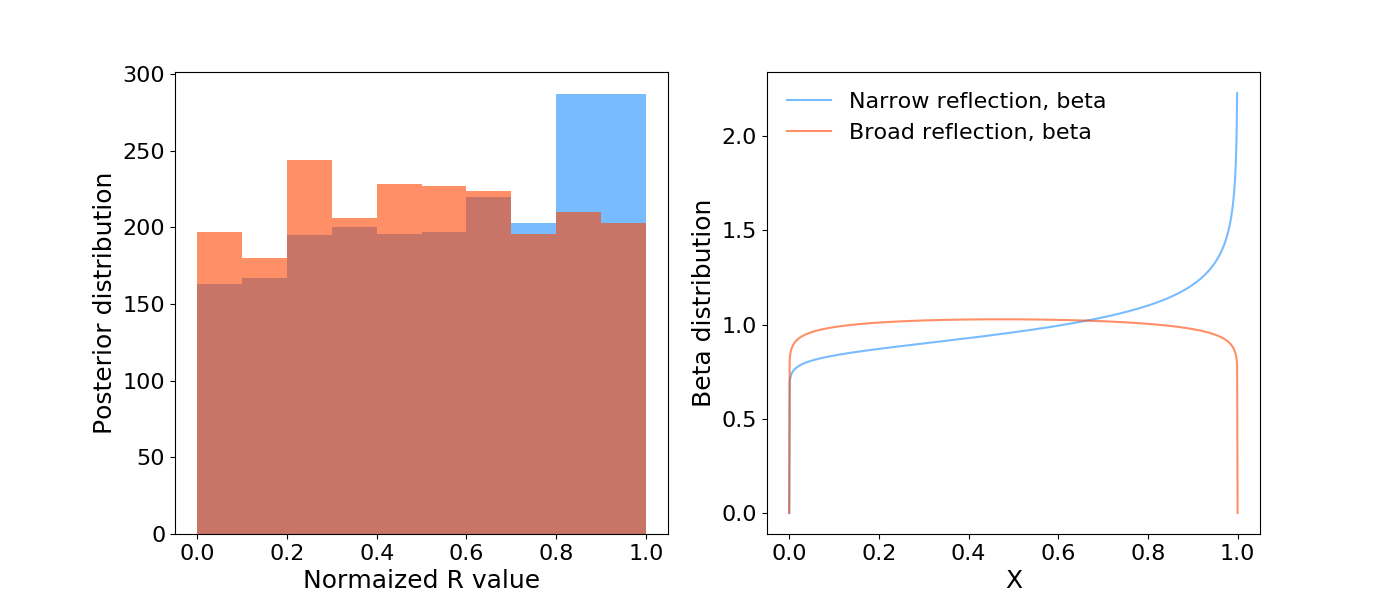 300
250
200
150
100
50
0
Posterior distribution
0.0 0.2 0.4 0.6 0.8 1.0
Normaized R value
Narrow reflection, beta
Broad reflection, beta
2.0
1.5
1.0
0.5
0.0
Beta distribution
0.0 0.2 0.4 0.6 0.8 1.0
X